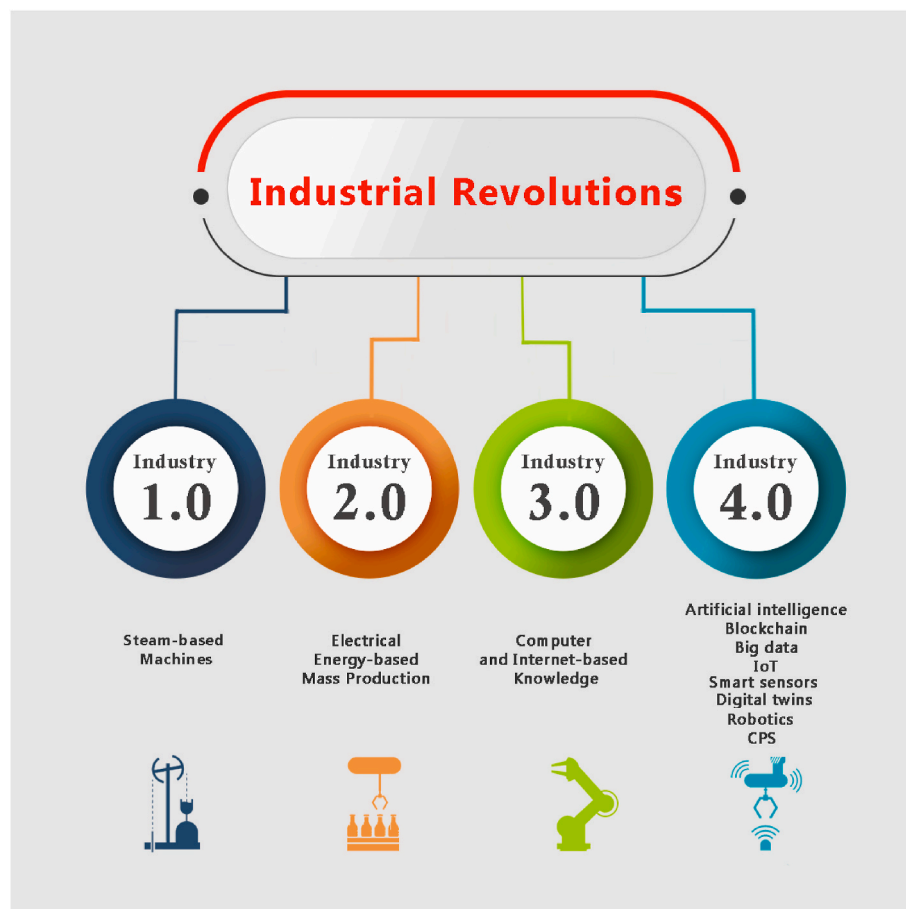 Industrial Revolutions
Industry
1.0
Industry
2.0
Industry
3.0
Industry
4.0
Steam-based
Machines
Electrical
Energy-based
Mass Production
Computer
and Internet-based
Knowledge
Artificial intelligence
Blockchain
Big data
IoT
Smart sensors
Digital twins
Robotics
CPS